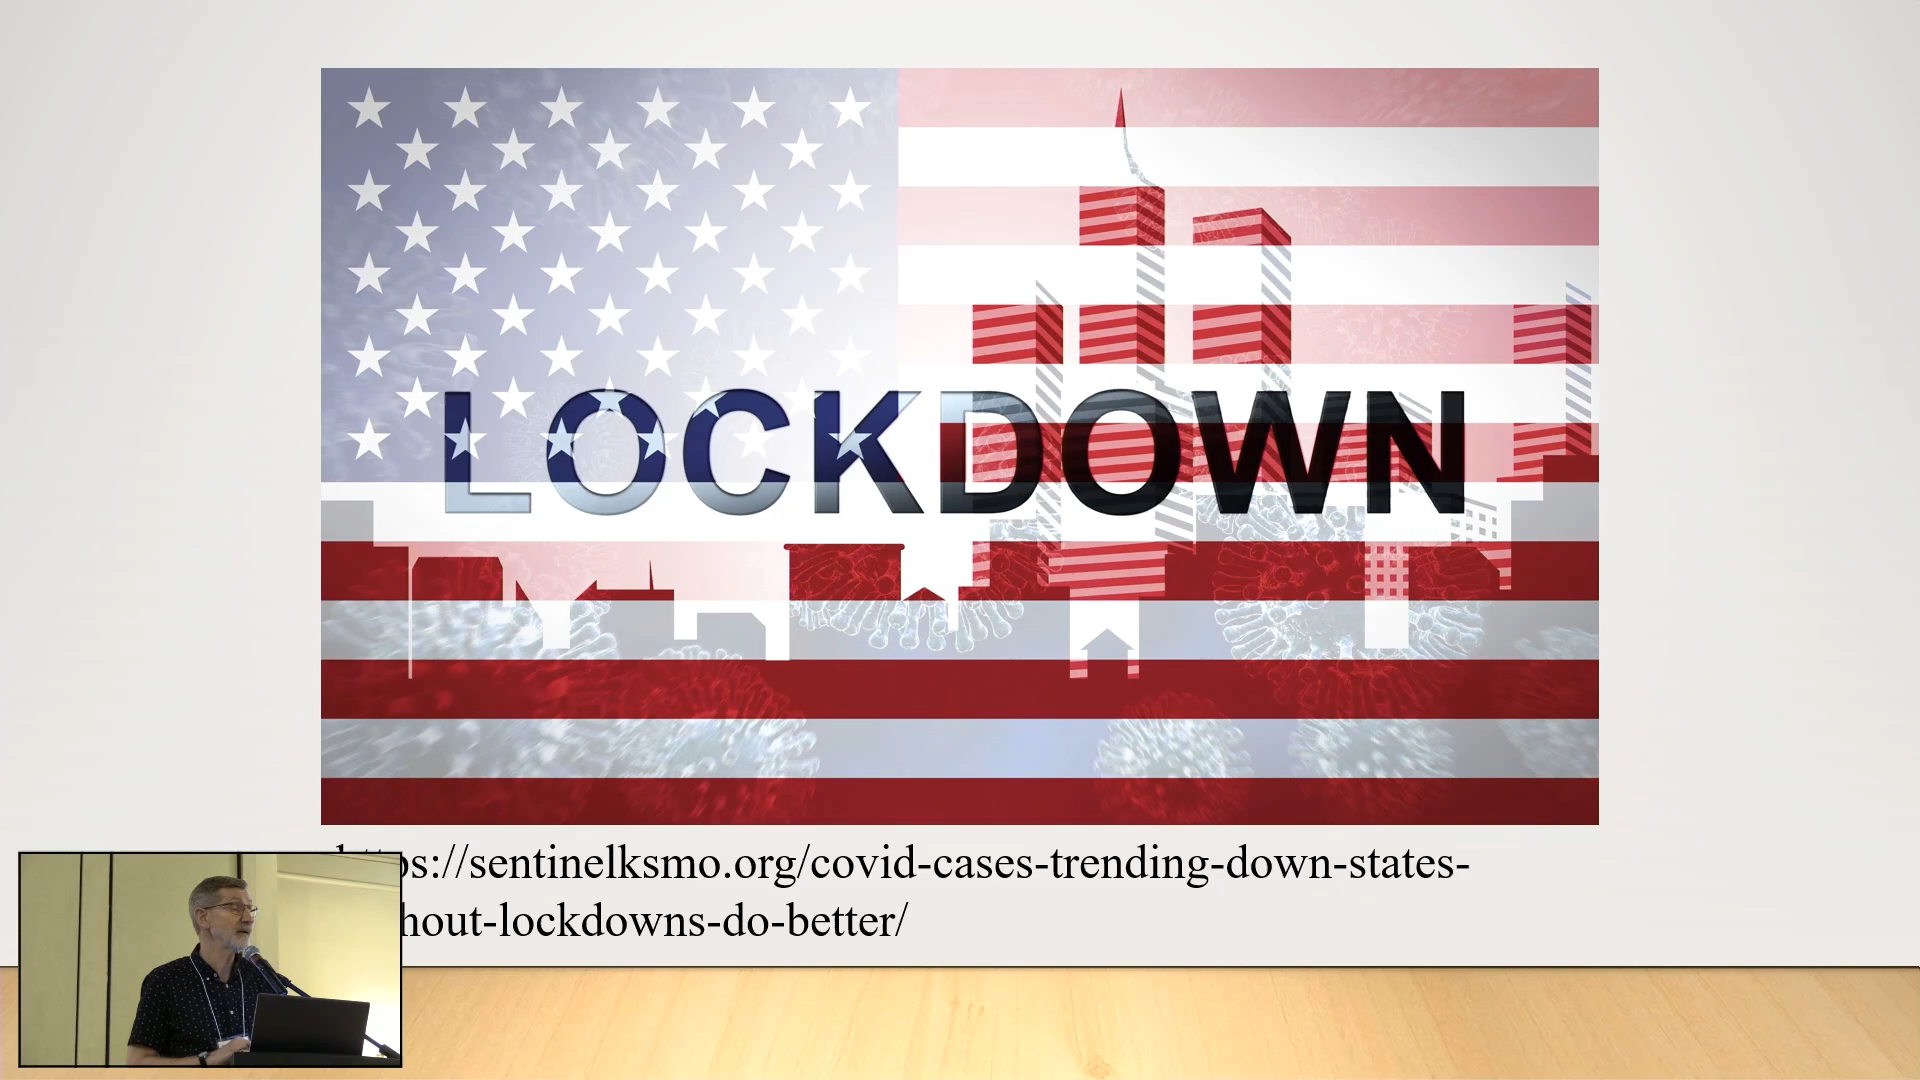 LOCKDOWN
ps://sentinelksmo.org/covid-cases-trending-down-states-
hout-lockdowns-do-better/